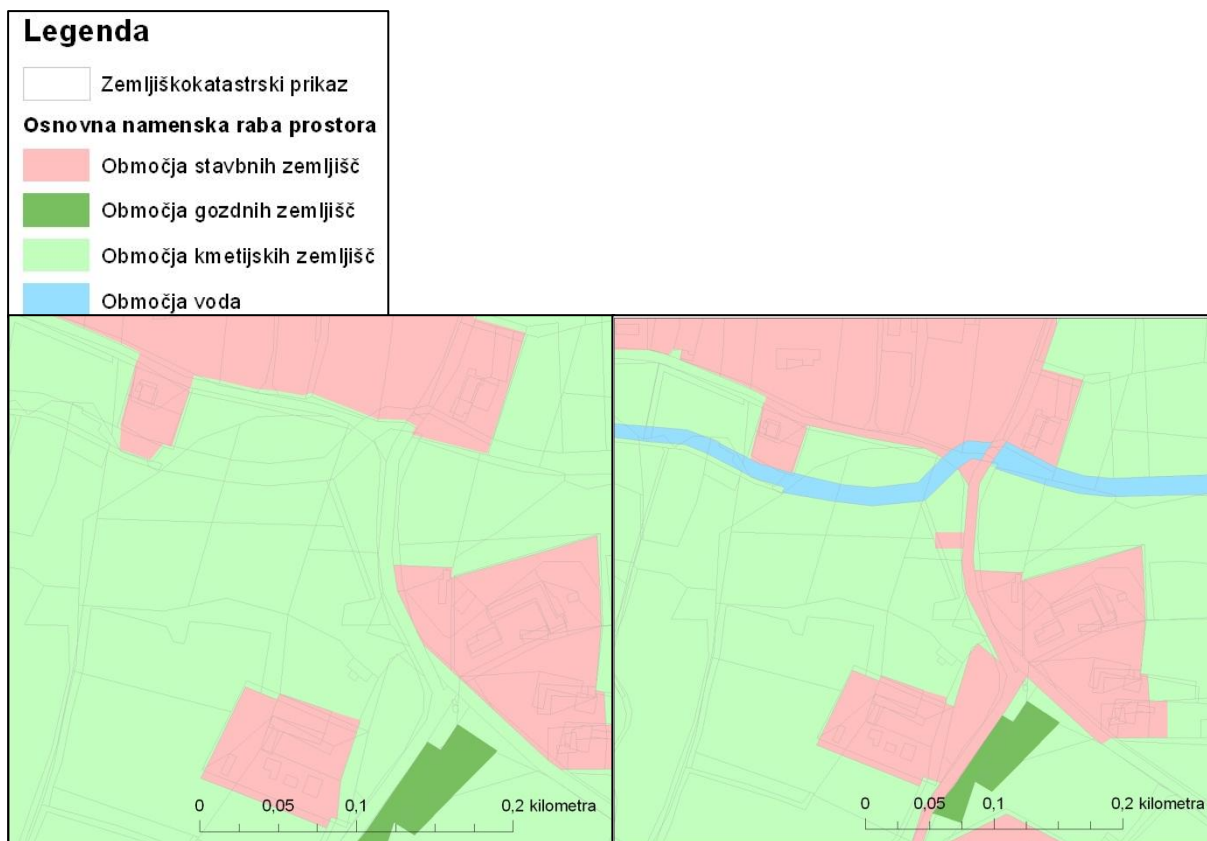 Legenda
Zemljiškokatastrski prikaz
Osnovna namenska raba prostora
Območja stavbnih zemljišč
Območja gozdnih zemljišč
Območja kmetijskih zemljišč
Območja voda
0 0,05 0,1 0,2 kilometra
0 0,05 0,1 0,2 kilometra